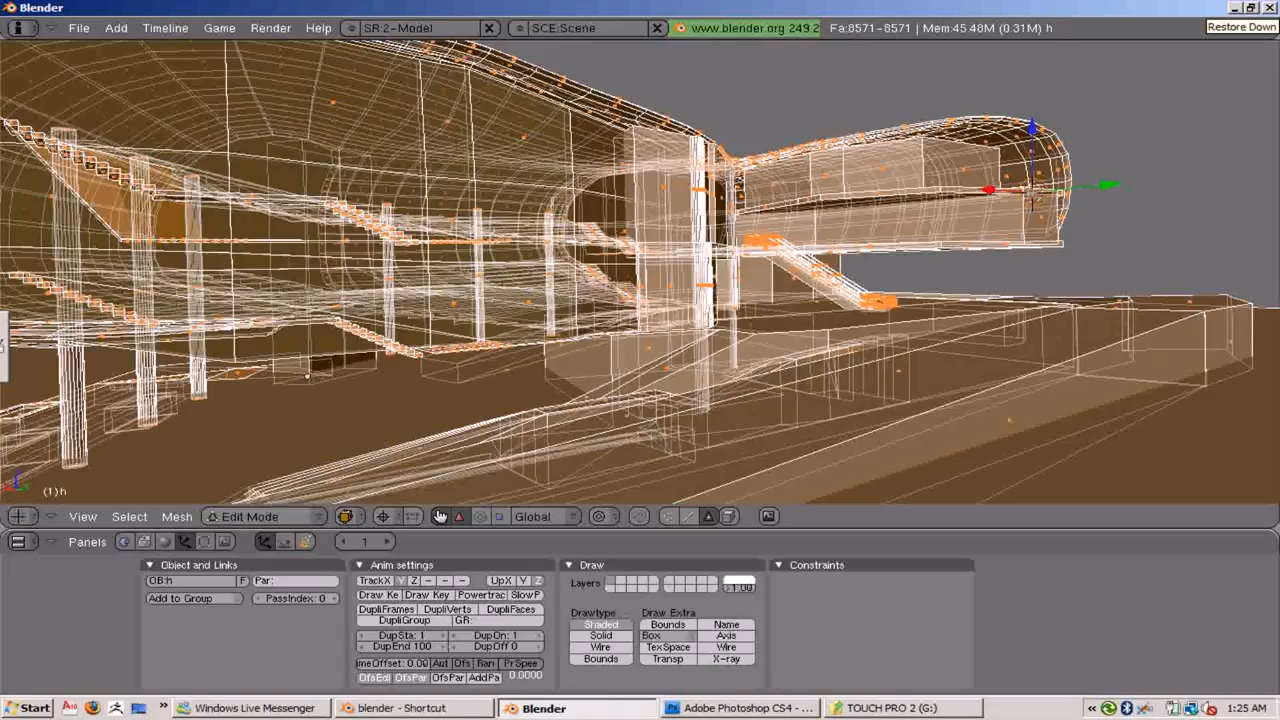 Blender
File Add Timeline Game Render Help SR:2-Model SCE:Scene www.blender.org 249.2 Fa:8571-8571 | Mem:45.48M (0.31M) h
Restore Down
(1) h
View Select Mesh Edit Mode Global
Panels 1
Object and Links
OB:h F Par:
Add to Group PassIndex: 0
Anim settings
TrackX Y Z – – – UpX Y Z
Draw Ke Draw Key Powertrac SlowP
DupliFrames DupliVerts DupliFaces
DupliGroup GR:
DupSta: 1 DupOn: 1
DupEnd 100 DupOff 0
meOffset: 0.00 Aut Ofs Ran PrSpee
OfsEdi OfsPar OfsPar AddPa 0.0000
Draw
Layers 1.00
Drawtype Draw Extra
Shaded Bounds Name
Solid Box Axis
Wire TexSpace Wire
Bounds Transp X-ray
Constraints
Start Windows Live Messenger blender - Shortcut Blender Adobe Photoshop CS4 - ... TOUCH PRO 2 (G:) 1:25 AM